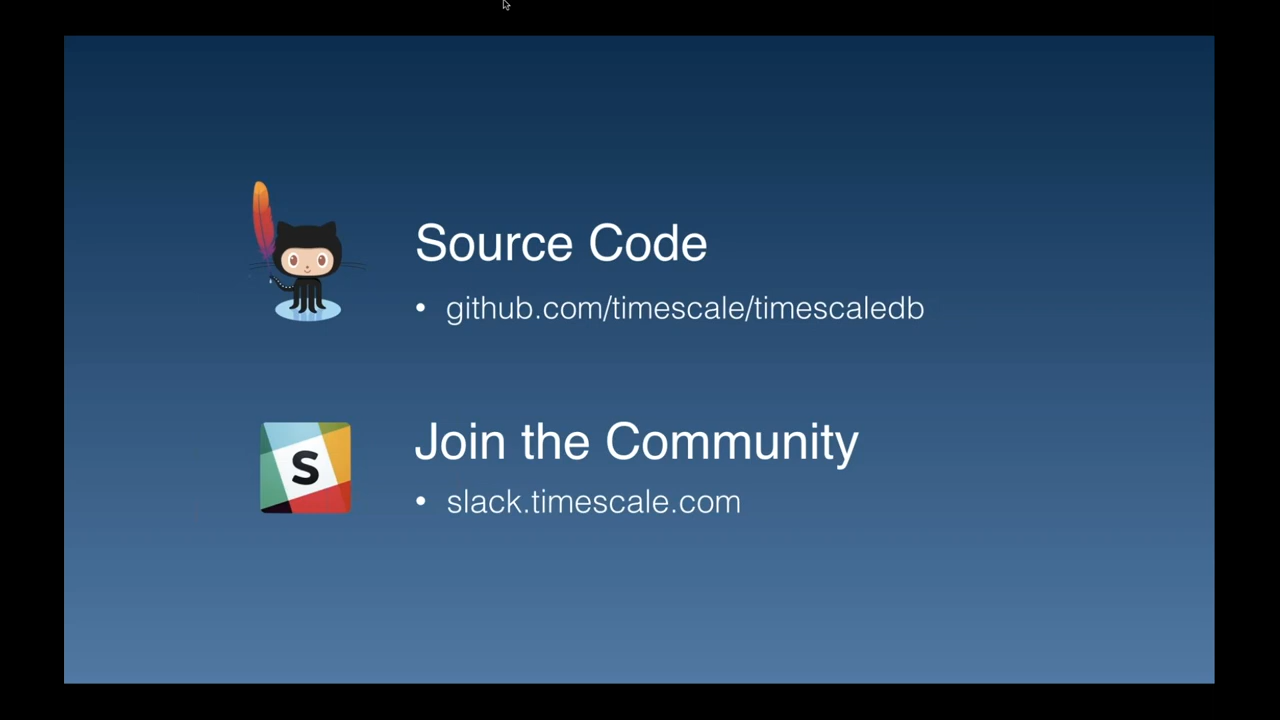 Source Code
• github.com/timescale/timescaledb
S
Join the Community
• slack.timescale.com